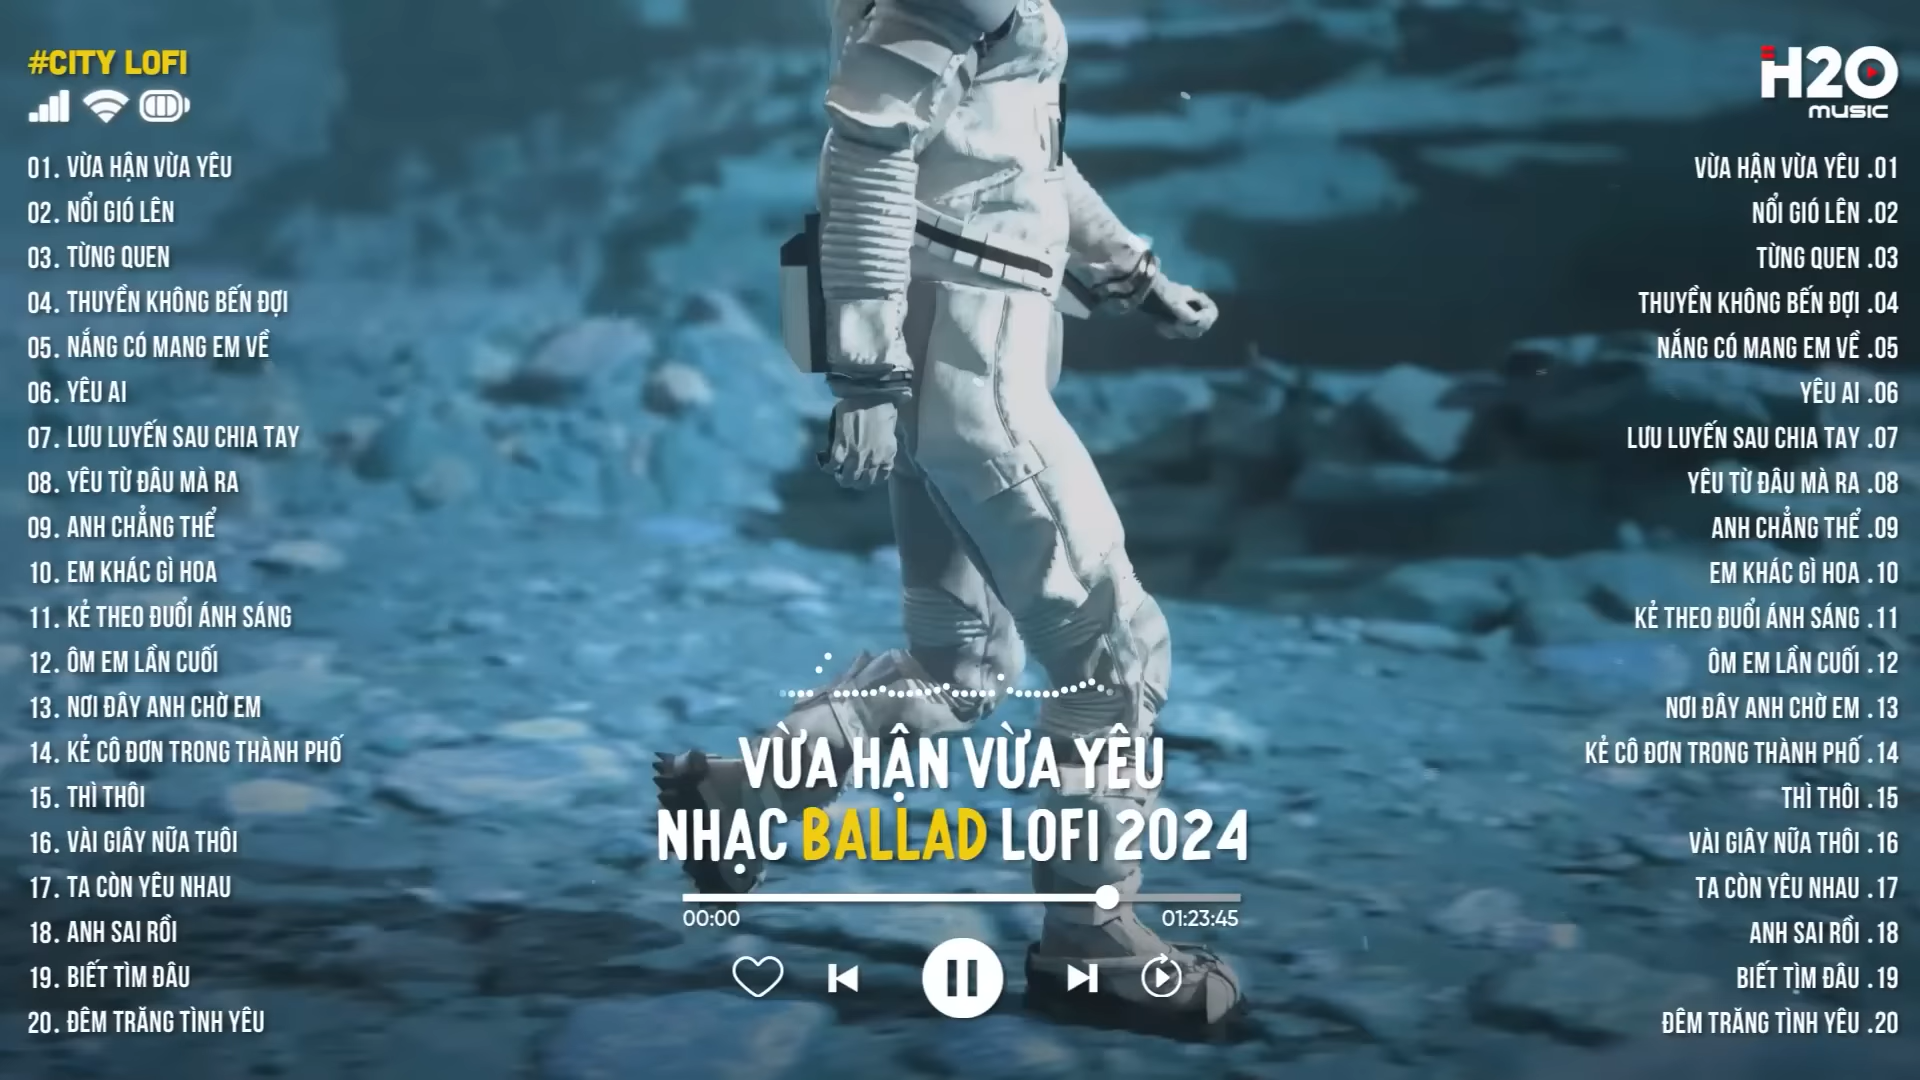 #CITY LOFI
01. VỪA HẬN VỪA YÊU
02. NỔI GIÓ LÊN
03. TỪNG QUEN
04. THUYỀN KHÔNG BẾN ĐỢI
05. NẮNG CÓ MANG EM VỀ
06. YÊU AI
07. LƯU LUYẾN SAU CHIA TAY
08. YÊU TỪ ĐÂU MÀ RA
09. ANH CHẲNG THỂ
10. EM KHÁC GÌ HOA
11. KẺ THEO ĐUỔI ÁNH SÁNG
12. ÔM EM LẦN CUỐI
13. NƠI ĐÂY ANH CHỜ EM
14. KẺ CÔ ĐƠN TRONG THÀNH PHỐ
15. THÌ THÔI
16. VÀI GIÂY NỮA THÔI
17. TA CÒN YÊU NHAU
18. ANH SAI RỒI
19. BIẾT TÌM ĐÂU
20. ĐÊM TRĂNG TÌNH YÊU
VỪA HẬN VỪA YÊU
NHẠC BALLAD LOFI 2024
00:00
01:23:45
H2O
MUSIC
VỪA HẬN VỪA YÊU .01
NỔI GIÓ LÊN .02
TỪNG QUEN .03
THUYỀN KHÔNG BẾN ĐỢI .04
NẮNG CÓ MANG EM VỀ .05
YÊU AI .06
LƯU LUYẾN SAU CHIA TAY .07
YÊU TỪ ĐÂU MÀ RA .08
ANH CHẲNG THỂ .09
EM KHÁC GÌ HOA .10
KẺ THEO ĐUỔI ÁNH SÁNG .11
ÔM EM LẦN CUỐI .12
NƠI ĐÂY ANH CHỜ EM .13
KẺ CÔ ĐƠN TRONG THÀNH PHỐ .14
THÌ THÔI .15
VÀI GIÂY NỮA THÔI .16
TA CÒN YÊU NHAU .17
ANH SAI RỒI .18
BIẾT TÌM ĐÂU .19
ĐÊM TRĂNG TÌNH YÊU .20